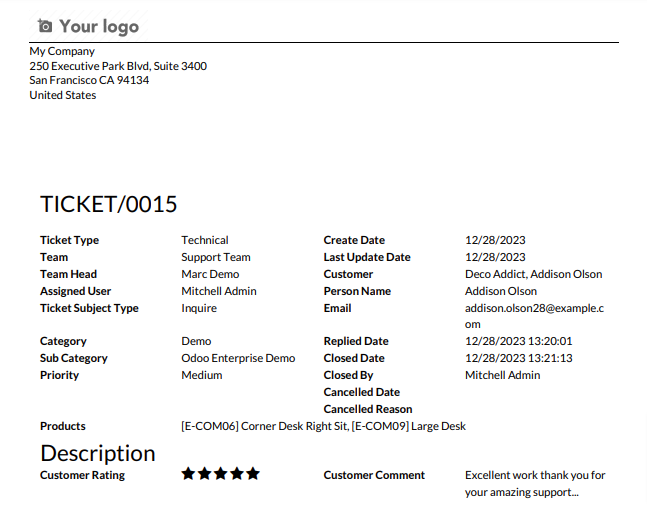 Your logo
My Company
250 Executive Park Blvd, Suite 3400
San Francisco CA 94134
United States
TICKET/0015
Ticket Type Technical Create Date 12/28/2023
Team Support Team Last Update Date 12/28/2023
Team Head Marc Demo Customer Deco Addict, Addison Olson
Assigned User Mitchell Admin Person Name Addison Olson
Ticket Subject Type Inquire Email addison.olson28@example.c
om
Category Demo Replied Date 12/28/2023 13:20:01
Sub Category Odoo Enterprise Demo Closed Date 12/28/2023 13:21:13
Priority Medium Closed By Mitchell Admin
Cancelled Date
Cancelled Reason
Products [E-COM06] Corner Desk Right Sit, [E-COM09] Large Desk
Description
Customer Rating ★★★★★ Customer Comment Excellent work thank you for
your amazing support...